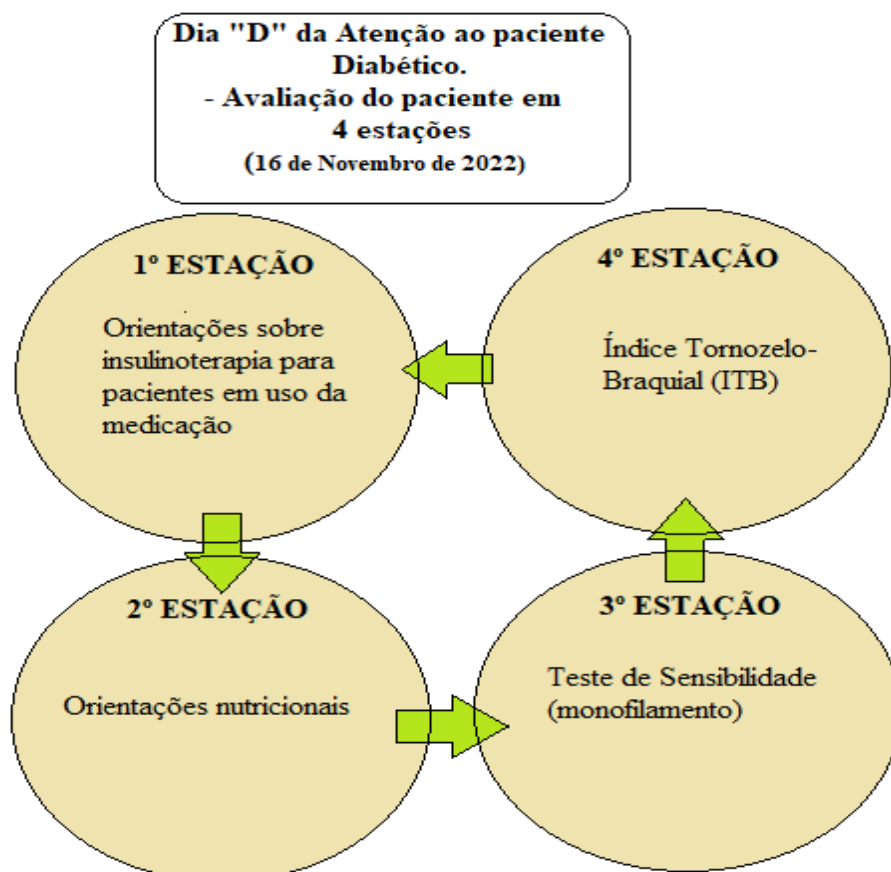 Dia "D" da Atenção ao paciente
Diabético.
- Avaliação do paciente em
4 estações
(16 de Novembro de 2022)
1º ESTAÇÃO
Orientações sobre
insulinoterapia para
pacientes em uso da
medicação
2º ESTAÇÃO
Orientações nutricionais
3º ESTAÇÃO
Teste de Sensibilidade
(monofilamento)
4º ESTAÇÃO
Índice Tornozelo-
Braquial (ITB)